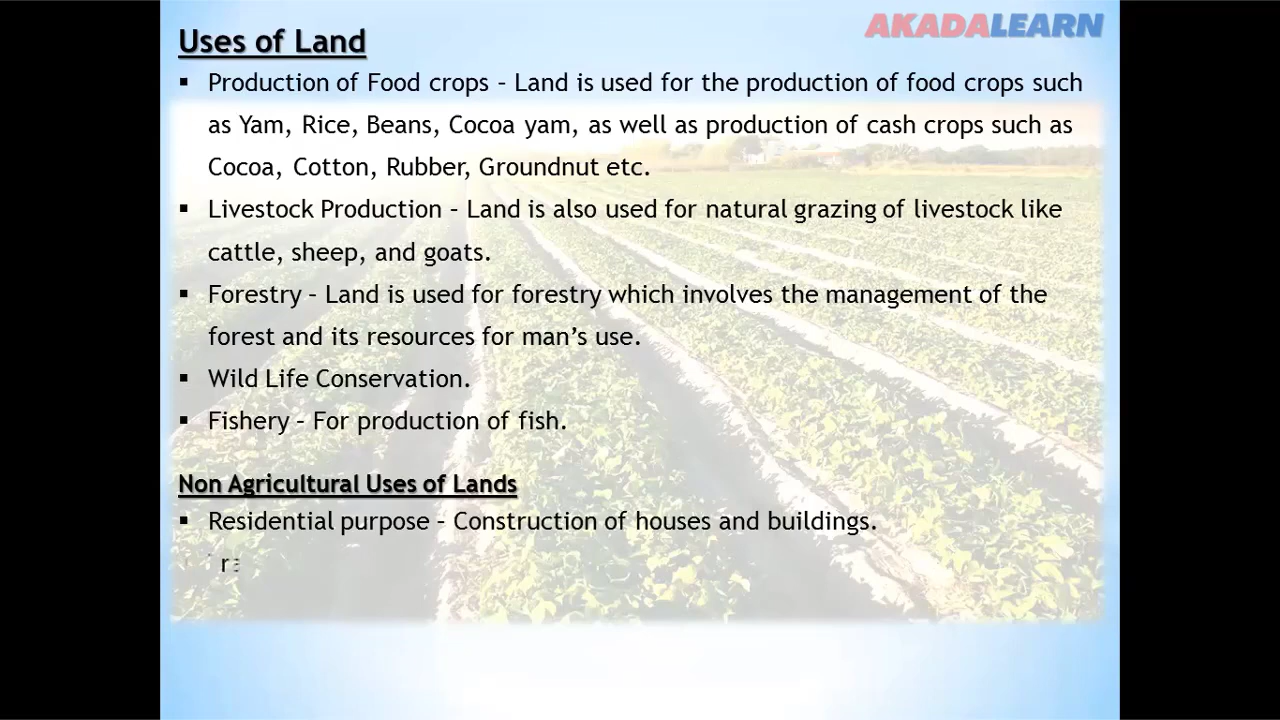 AKADALEARN
Uses of Land
▪ Production of Food crops – Land is used for the production of food crops such
as Yam, Rice, Beans, Cocoa yam, as well as production of cash crops such as
Cocoa, Cotton, Rubber, Groundnut etc.
▪ Livestock Production – Land is also used for natural grazing of livestock like
cattle, sheep, and goats.
▪ Forestry – Land is used for forestry which involves the management of the
forest and its resources for man’s use.
▪ Wild Life Conservation.
▪ Fishery – For production of fish.
Non Agricultural Uses of Lands
▪ Residential purpose – Construction of houses and buildings.